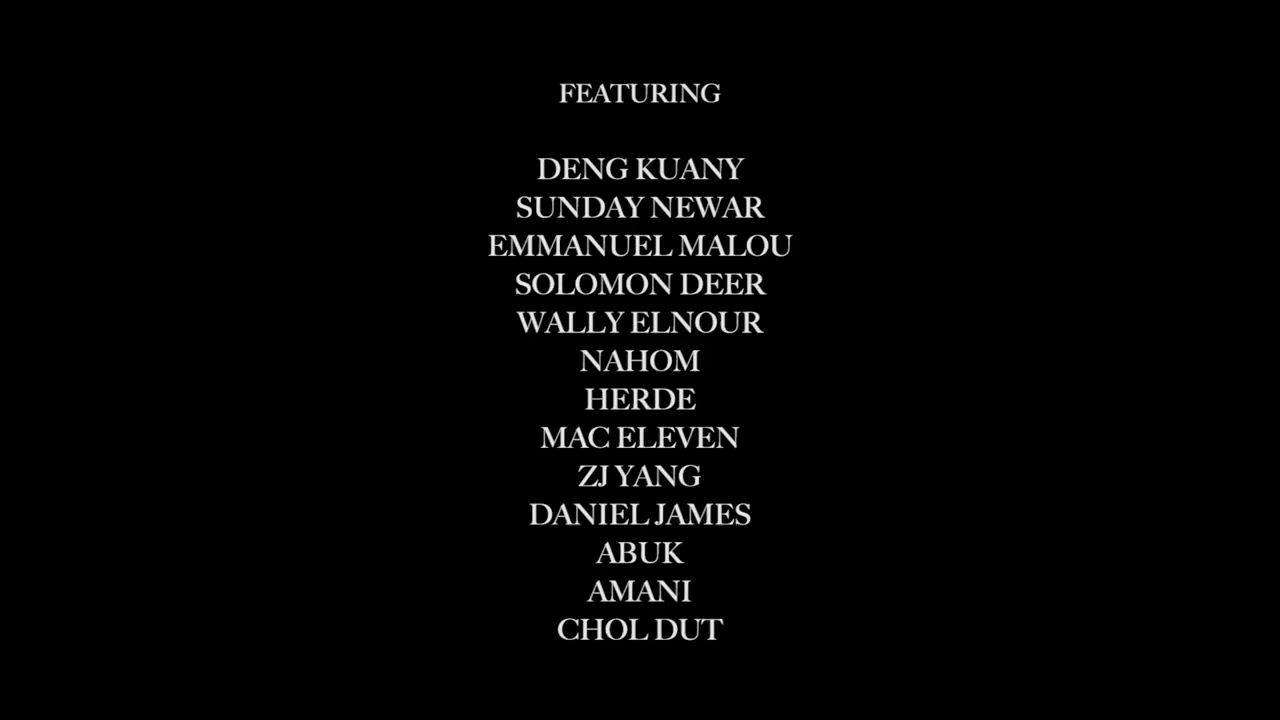 FEATURING
DENG KUANY
SUNDAY NEWAR
EMMANUEL MALOU
SOLOMON DEER
WALLY ELNOUR
NAHOM
HERDE
MAC ELEVEN
ZJ YANG
DANIEL JAMES
ABUK
AMANI
CHOL DUT